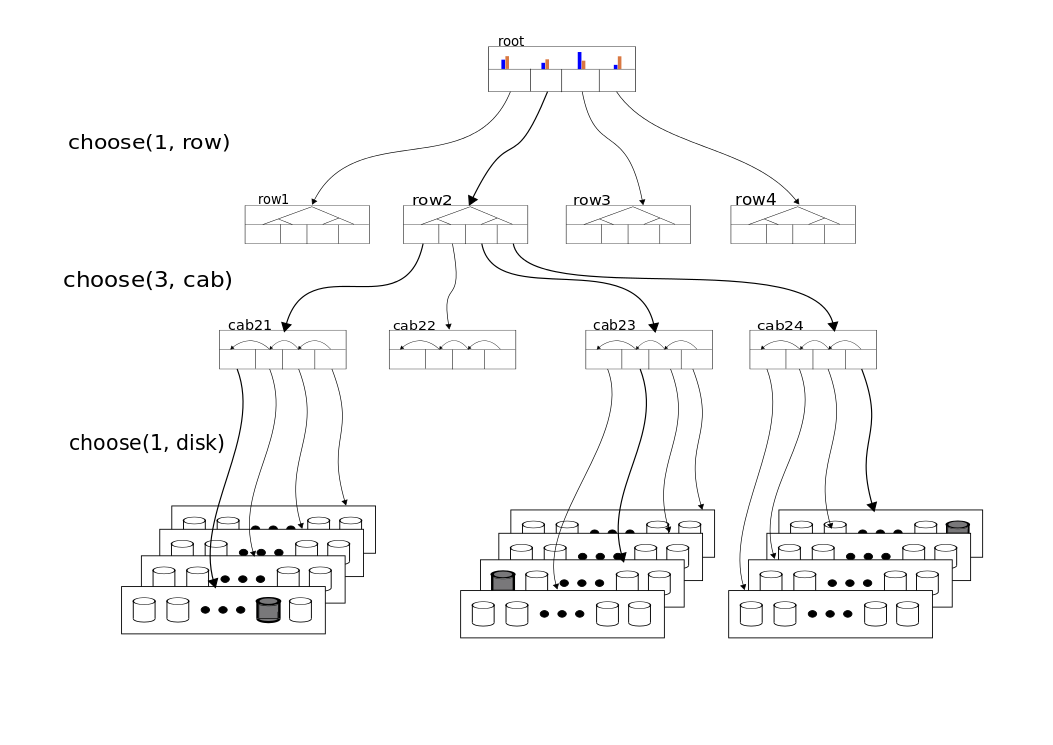 root
choose(1, row)
row1 row2 row3 row4
choose(3, cab)
cab21 cab22 cab23 cab24
choose(1, disk)